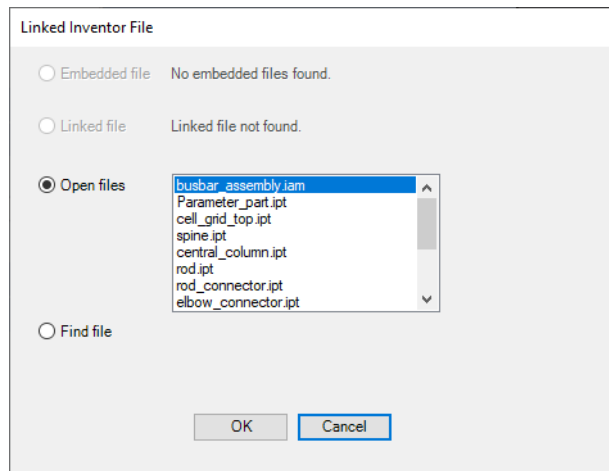 Linked Inventor File
Embedded file No embedded files found.
Linked file Linked file not found.
Open files
busbar_assembly.iam
Parameter_part.ipt
cell_grid_top.ipt
spine.ipt
central_column.ipt
rod.ipt
rod_connector.ipt
elbow_connector.ipt
Find file
OK Cancel